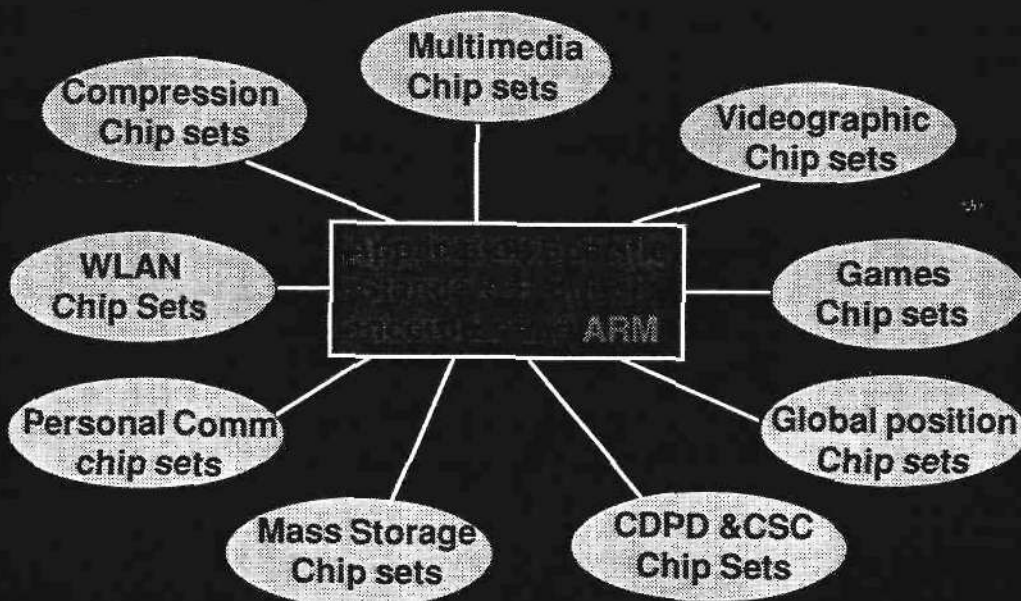 Multimedia
Chip sets
Compression
Chip sets
Videographic
Chip sets
WLAN
Chip Sets
ARM
Games
Chip sets
Personal Comm
chip sets
Global position
Chip sets
Mass Storage
Chip sets
CDPD &CSC
Chip Sets